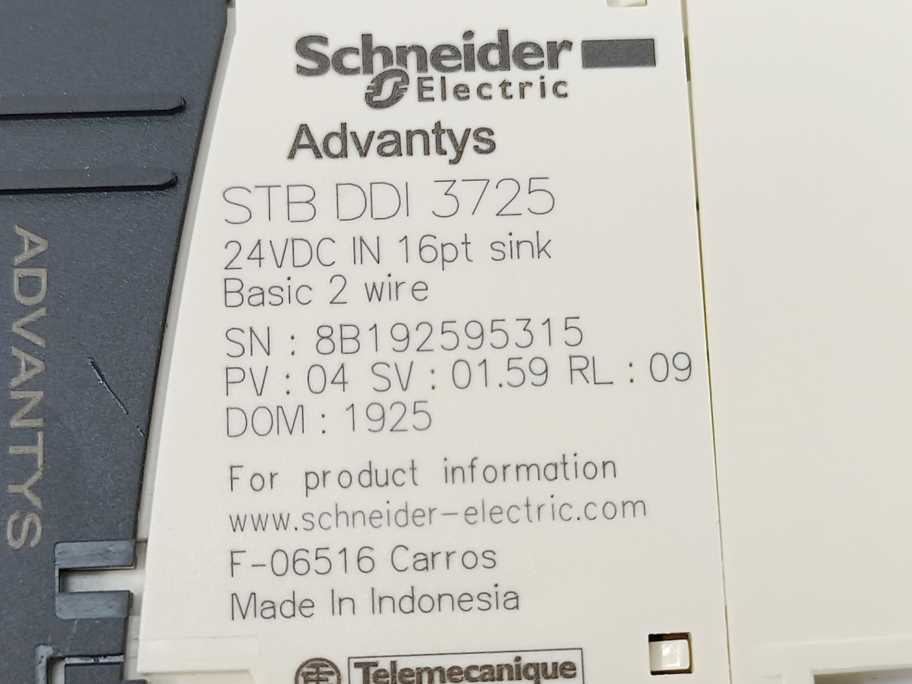 Schneider
Electric
Advantys
STB DDI 3725
24VDC IN 16pt sink
Basic 2 wire
SN : 8B192595315
PV : 04 SV : 01.59 RL : 09
DOM : 1925
For product information
www.schneider-electric.com
F-06516 Carros
Made In Indonesia
Telemecanique
ADVANTYS